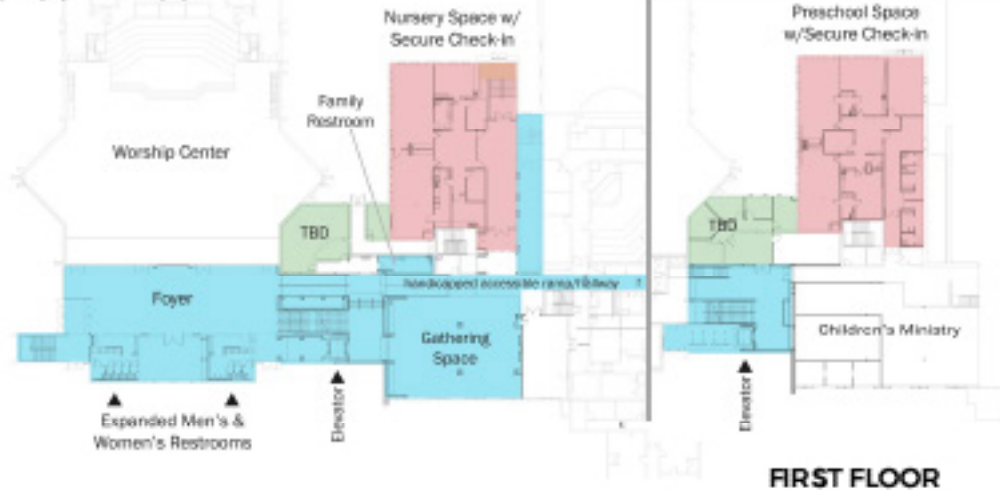 Nursery Space w/
Secure Check-in
Family
Restroom
Worship Center
TBD
handicapped accessible ramp/hallway
Foyer
Gathering
Space
Elevator
Expanded Men's &
Women's Restrooms
Preschool Space
w/Secure Check-in
TBD
Children's Ministry
Elevator
FIRST FLOOR